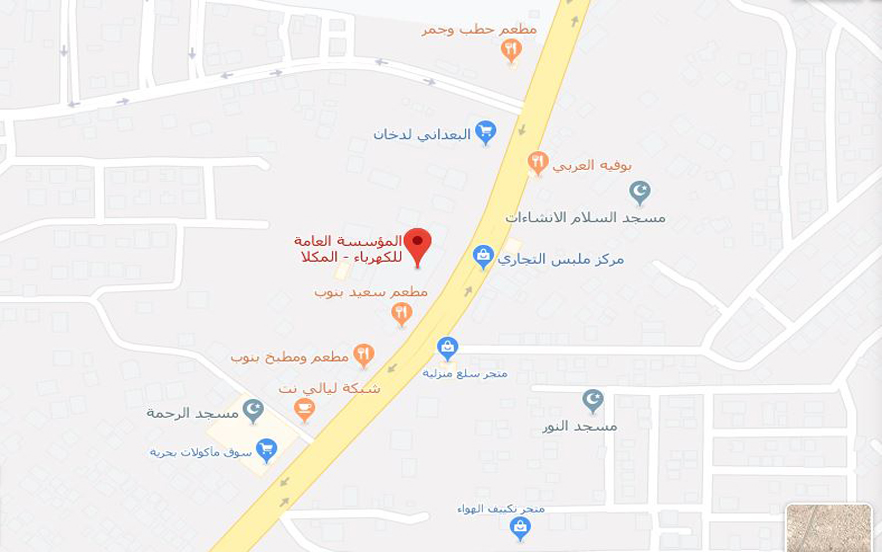 مطعم حطب وجمر
البعداني لدخان
بوفيه العربي
مسجد السلام الانشاءات
المؤسسة العامة
للكهرباء - المكلا
مركز ملبس التجاري
مطعم سعيد بنوب
مطعم ومطبخ بنوب
متجر سلع منزلية
شبكة ليالي نت
مسجد الرحمة
مسجد النور
سوق مأكولات بحرية
متجر تكييف الهواء